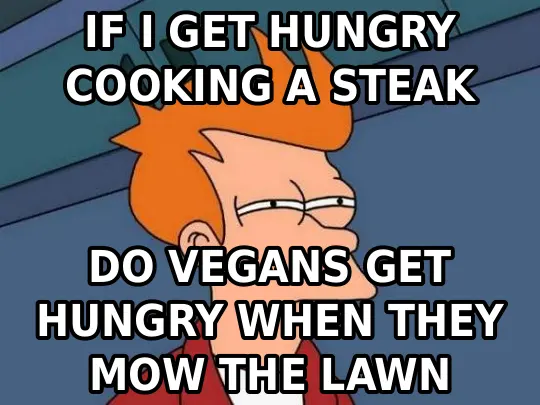 IF I GET HUNGRY
COOKING A STEAK
DO VEGANS GET
HUNGRY WHEN THEY
MOW THE LAWN